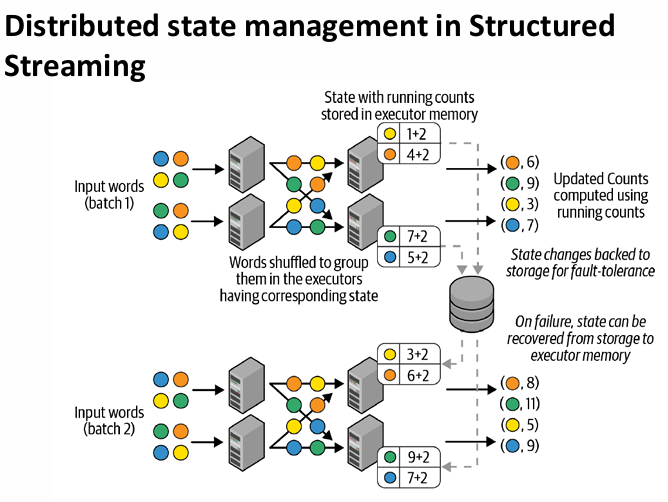 Distributed state management in Structured
Streaming
State with running counts
stored in executor memory
1+2
4+2
Input words
(batch 1)
7+2
5+2
(, 6)
(, 9)
(, 3)
(, 7)
Updated Counts
computed using
running counts
Words shuffled to group
them in the executors
having corresponding state
State changes backed to
storage for fault-tolerance
On failure, state can be
recovered from storage to
executor memory
3+2
6+2
Input words
(batch 2)
9+2
7+2
(, 8)
(, 11)
(, 5)
(, 9)